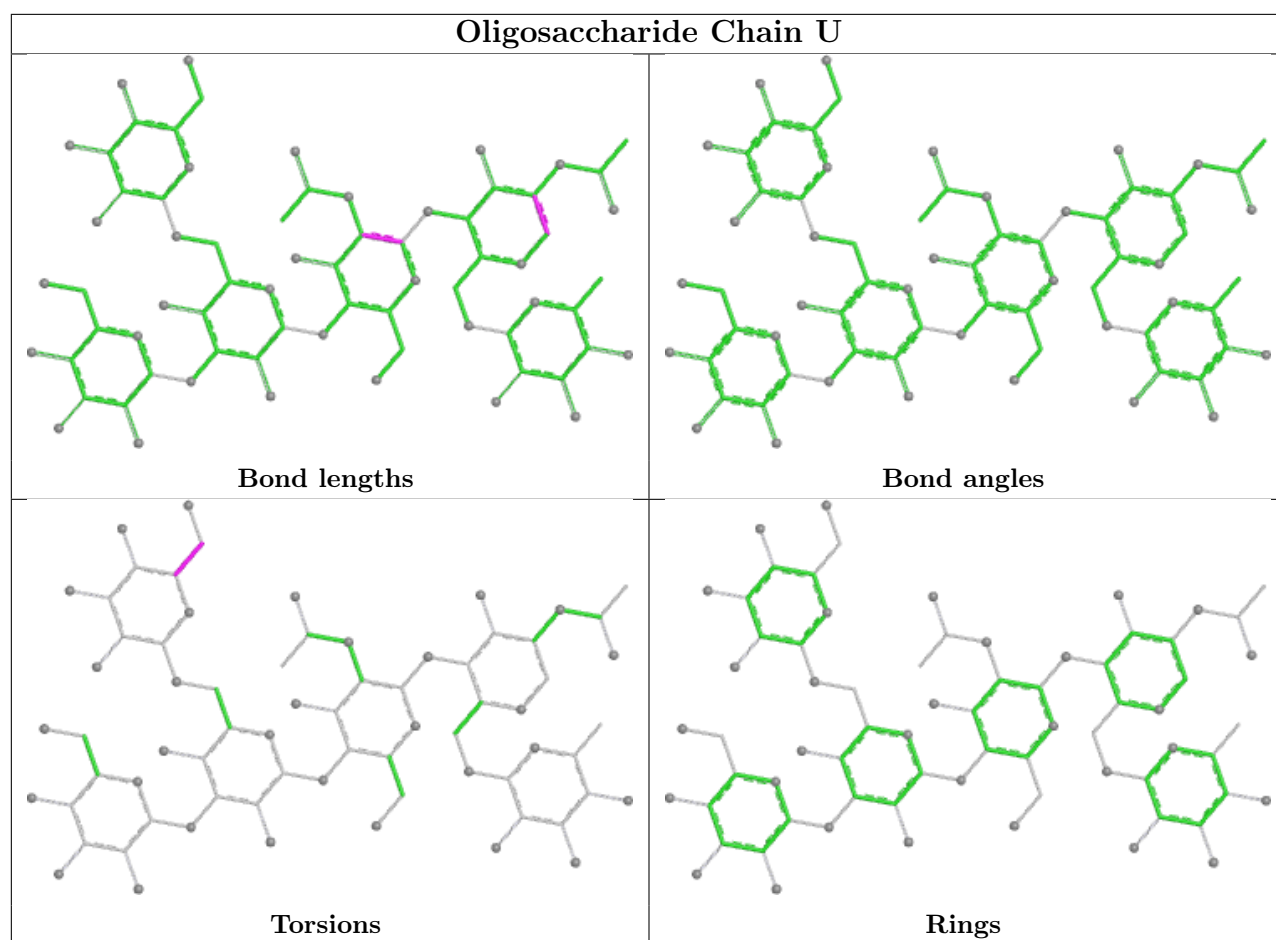 Oligosaccharide Chain U
Bond lengths
Bond angles
Torsions
Rings